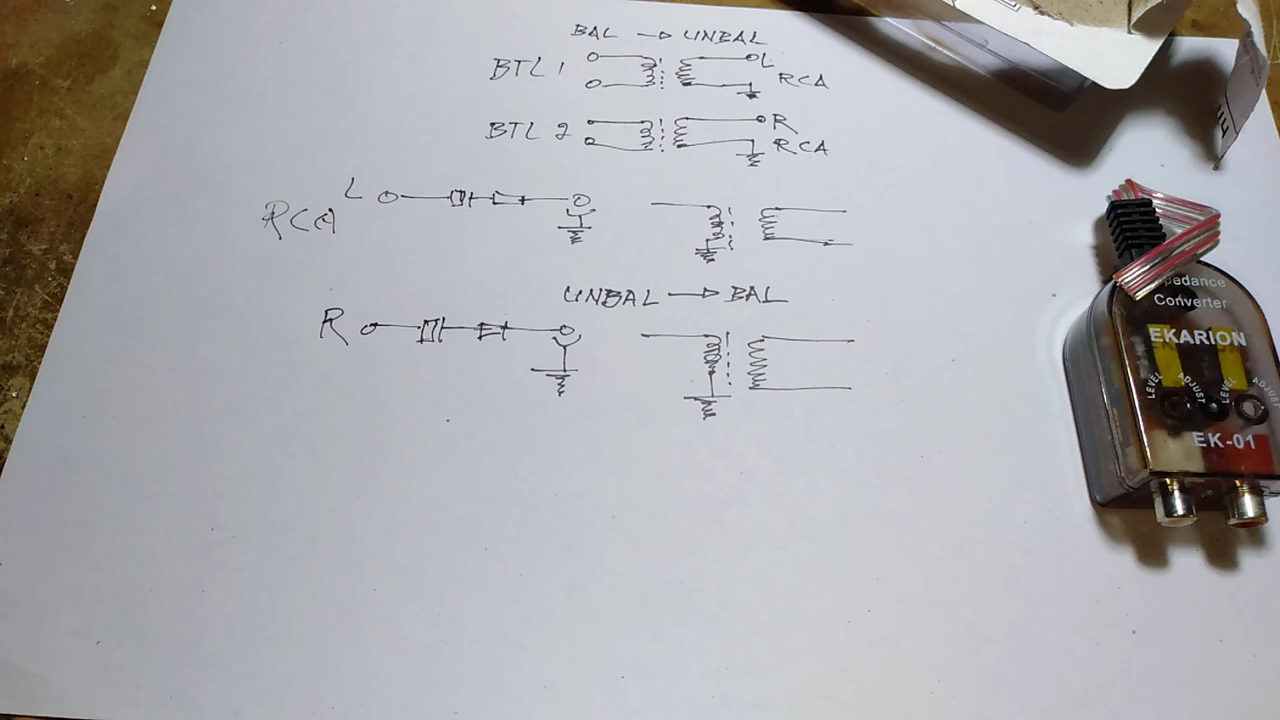 BAL → UNBAL
BTL 1
L
RCA
BTL 2
R
RCA
L
RCA
UNBAL → BAL
R
pedance
Converter
EKARION
LEVEL ADJUST LEVEL ADJUS
EK-01